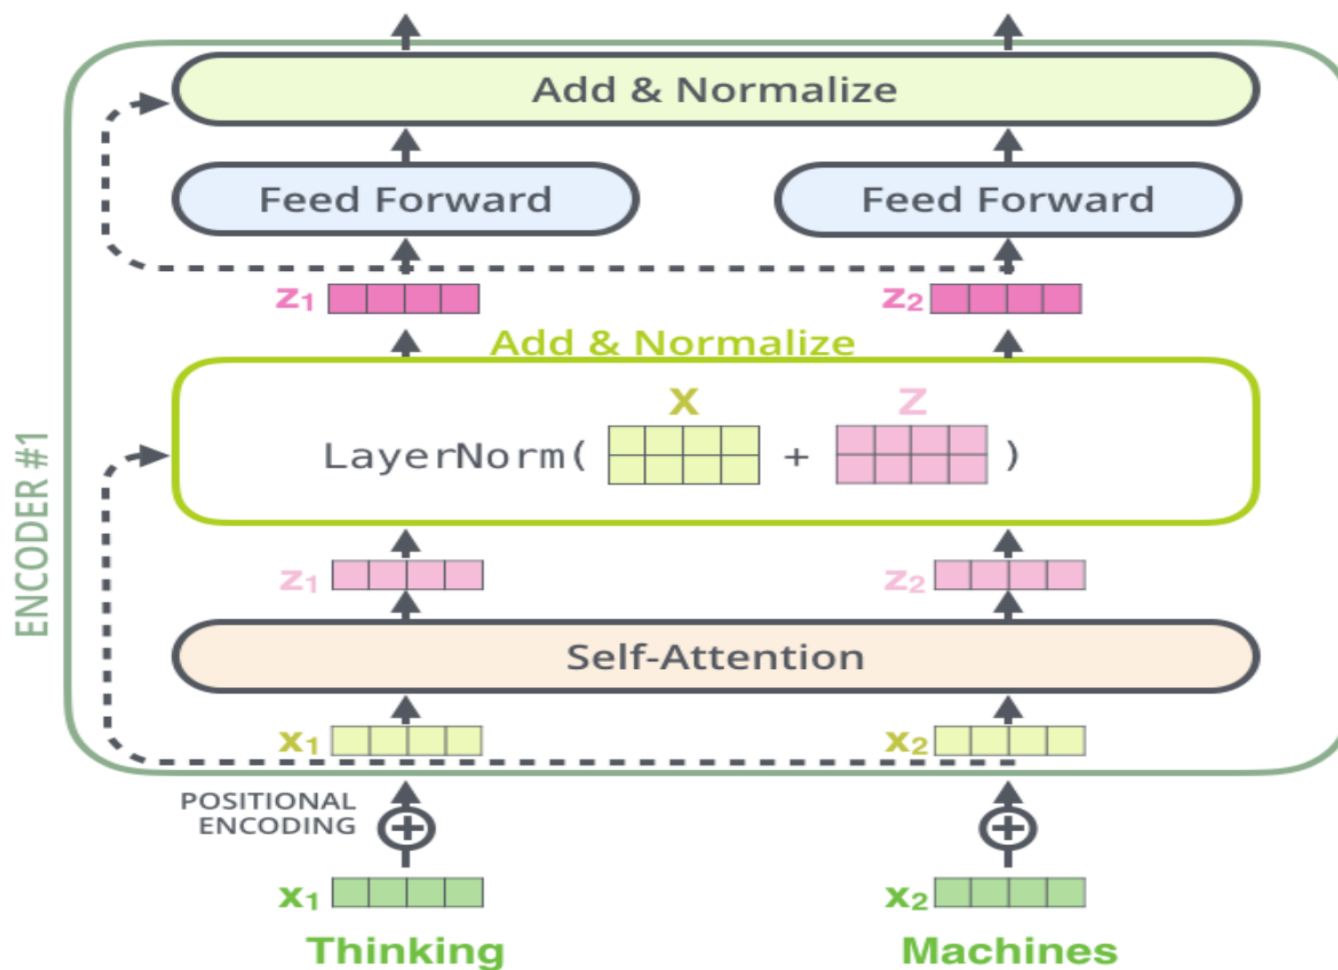 Add & Normalize
Feed Forward Feed Forward
z₁ z₂
Add & Normalize
X Z
LayerNorm( + )
ENCODER #1
z₁ z₂
Self-Attention
x₁ x₂
POSITIONAL
ENCODING
x₁ x₂
Thinking Machines